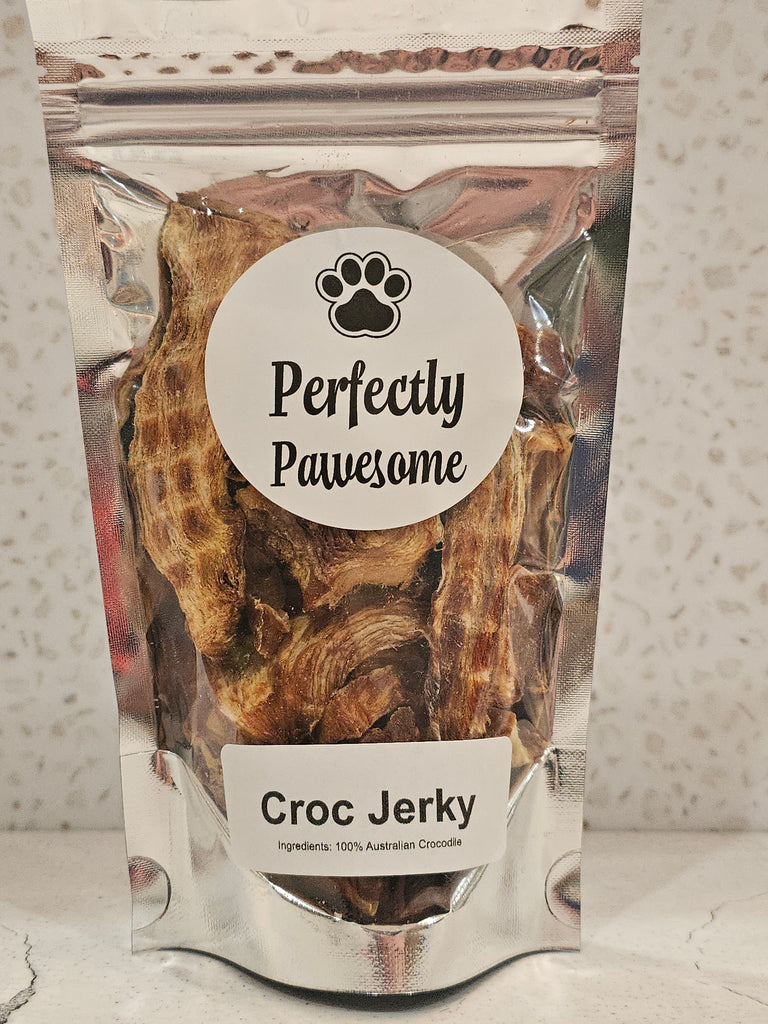 Perfectly
Pawesome
Croc Jerky
Ingredients: 100% Australian Crocodile